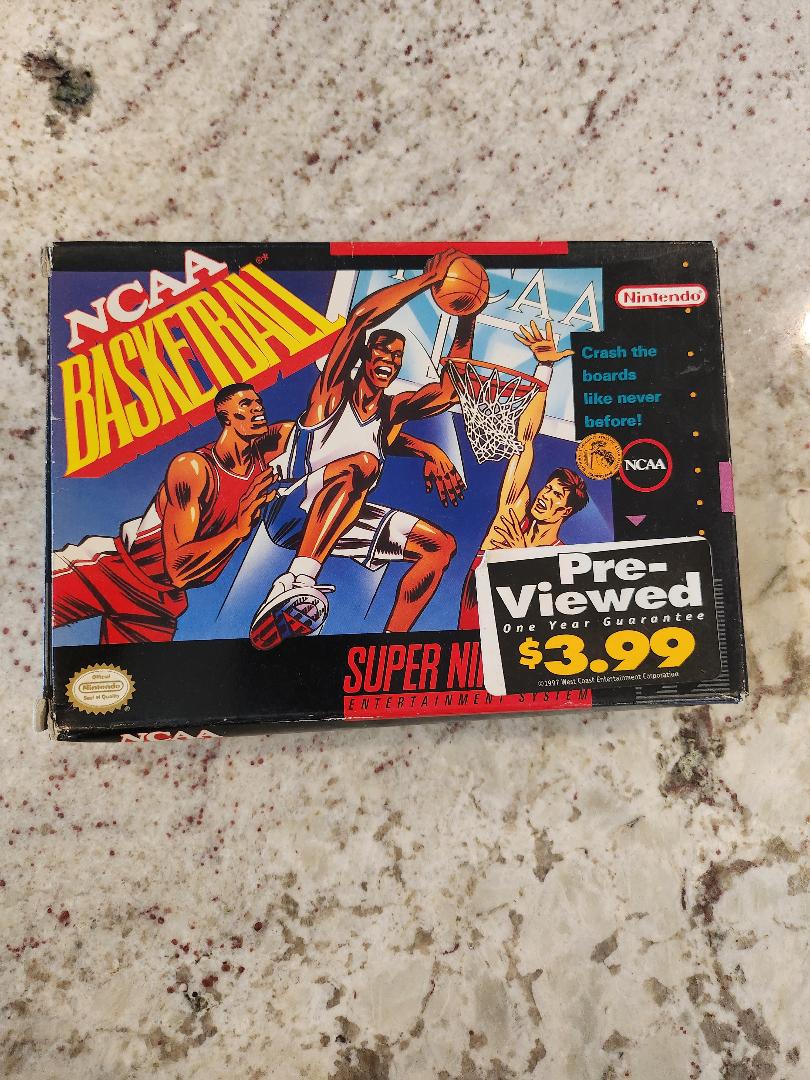 NCAA
BASKETBALL
NCAA
Nintendo
Crash the
boards
like never
before!
NCAA
Pre-
Viewed
One Year Guarantee
$3.99
©1997 West Coast Entertainment Corporation
SUPER NI
ENTERTAINMENT SYSTEM
Official
Nintendo
Seal of Quality
NCAA